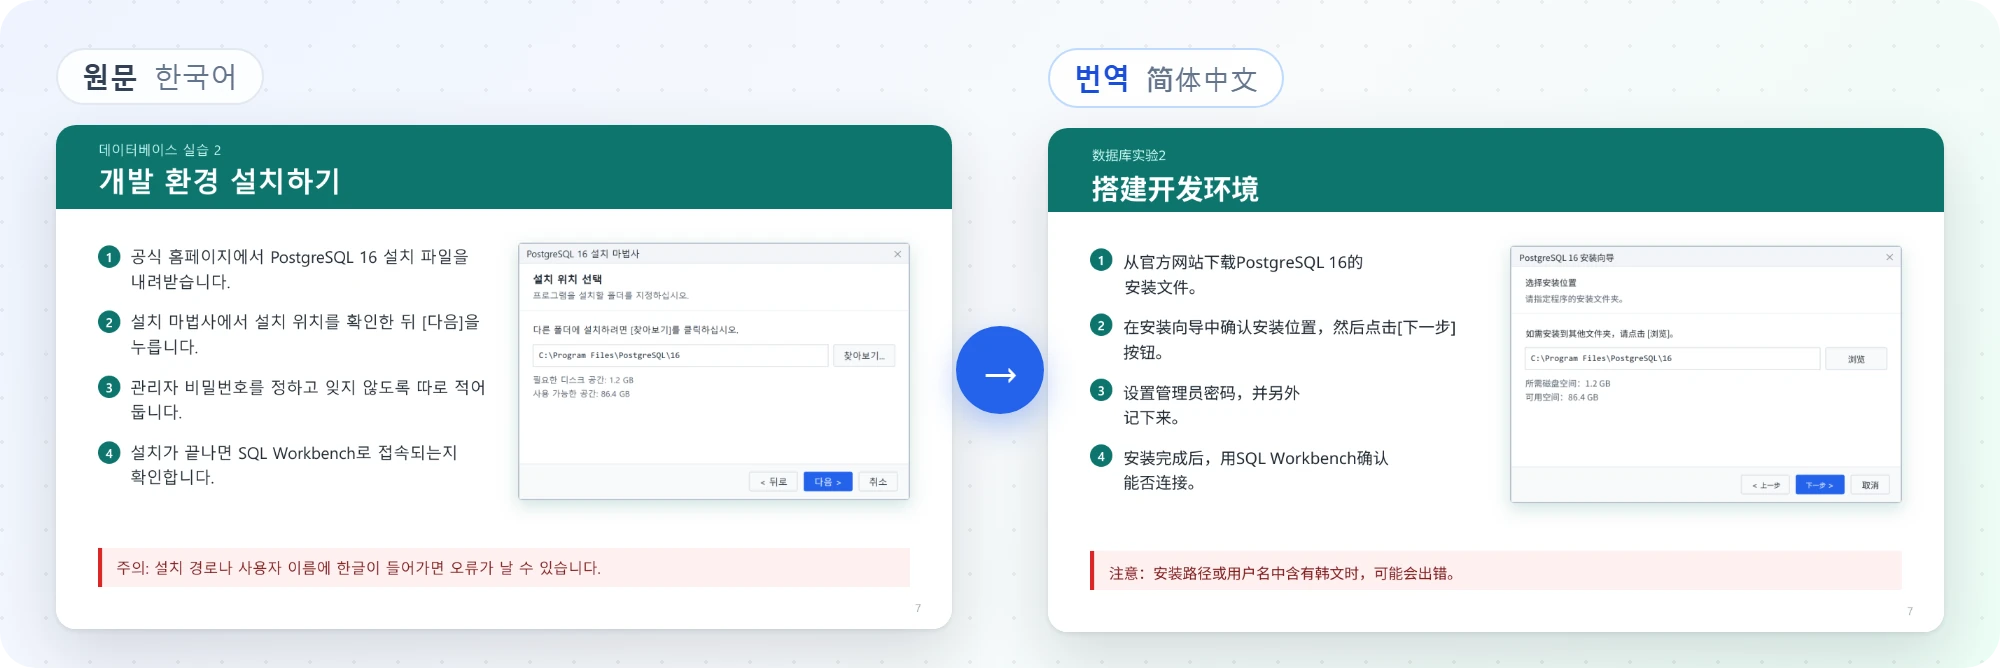 원문 한국어
데이터베이스 실습 2
개발 환경 설치하기
1 공식 홈페이지에서 PostgreSQL 16 설치 파일을
내려받습니다.
2 설치 마법사에서 설치 위치를 확인한 뒤 [다음]을
누릅니다.
3 관리자 비밀번호를 정하고 잊지 않도록 따로 적어
둡니다.
4 설치가 끝나면 SQL Workbench로 접속되는지
확인합니다.
PostgreSQL 16 설치 마법사 ×
설치 위치 선택
프로그램을 설치할 폴더를 지정하십시오.
다른 폴더에 설치하려면 [찾아보기]를 클릭하십시오.
C:\Program Files\PostgreSQL\16 찾아보기...
필요한 디스크 공간: 1.2 GB
사용 가능한 공간: 86.4 GB
< 뒤로 다음 > 취소
주의: 설치 경로나 사용자 이름에 한글이 들어가면 오류가 날 수 있습니다.
7
→
번역 简体中文
数据库实验2
搭建开发环境
1 从官方网站下载PostgreSQL 16的
安装文件。
2 在安装向导中确认安装位置，然后点击[下一步]
按钮。
3 设置管理员密码，并另外
记下来。
4 安装完成后，用SQL Workbench确认
能否连接。
PostgreSQL 16 安装向导 ×
选择安装位置
请指定程序的安装文件夹。
如需安装到其他文件夹，请点击 [浏览]。
C:\Program Files\PostgreSQL\16 浏览
所需磁盘空间：1.2 GB
可用空间：86.4 GB
< 上一步 下一步 > 取消
注意：安装路径或用户名中含有韩文时，可能会出错。
7